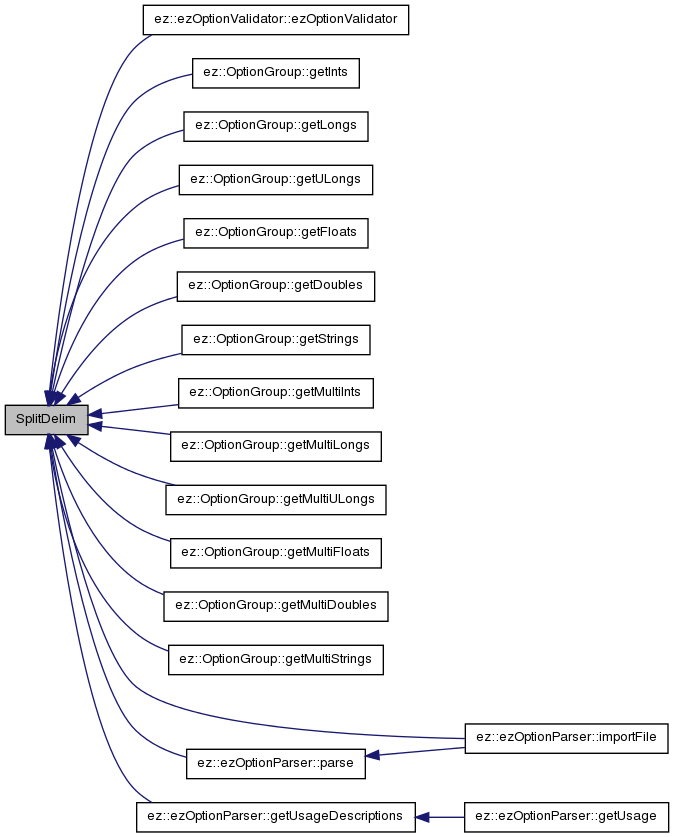 ez::ezOptionValidator::ezOptionValidator
ez::OptionGroup::getInts
ez::OptionGroup::getLongs
ez::OptionGroup::getULongs
ez::OptionGroup::getFloats
ez::OptionGroup::getDoubles
ez::OptionGroup::getStrings
ez::OptionGroup::getMultiInts
SplitDelim
ez::OptionGroup::getMultiLongs
ez::OptionGroup::getMultiULongs
ez::OptionGroup::getMultiFloats
ez::OptionGroup::getMultiDoubles
ez::OptionGroup::getMultiStrings
ez::ezOptionParser::importFile
ez::ezOptionParser::parse
ez::ezOptionParser::getUsageDescriptions
ez::ezOptionParser::getUsage